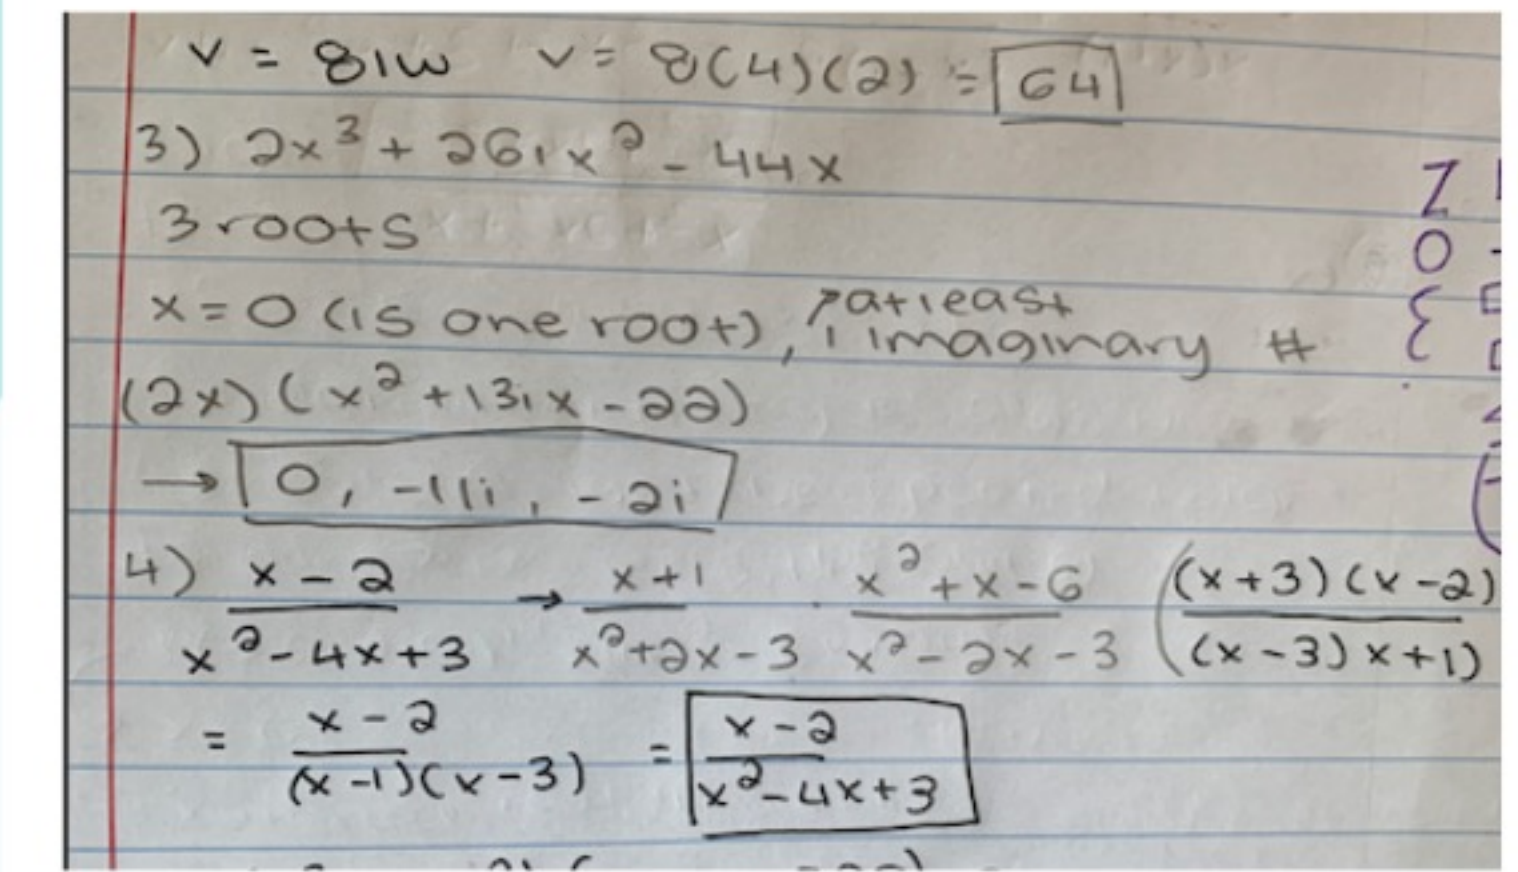 v = 8lw v = 8(4)(2) = 64
3) 2x³ + 26ix² - 44x
3 roots
x = 0 (is one root), ↗ at least
1 imaginary #
(2x)(x² + 13ix - 22)
→ 0, -11i, -2i
4) x - 2 / x² - 4x + 3 → x + 1 / x² + 2x - 3 · x² + x - 6 / x² - 2x - 3 ( (x + 3)(x - 2) / (x - 3)x + 1)
= x - 2 / (x - 1)(x - 3) = x - 2 / x² - 4x + 3